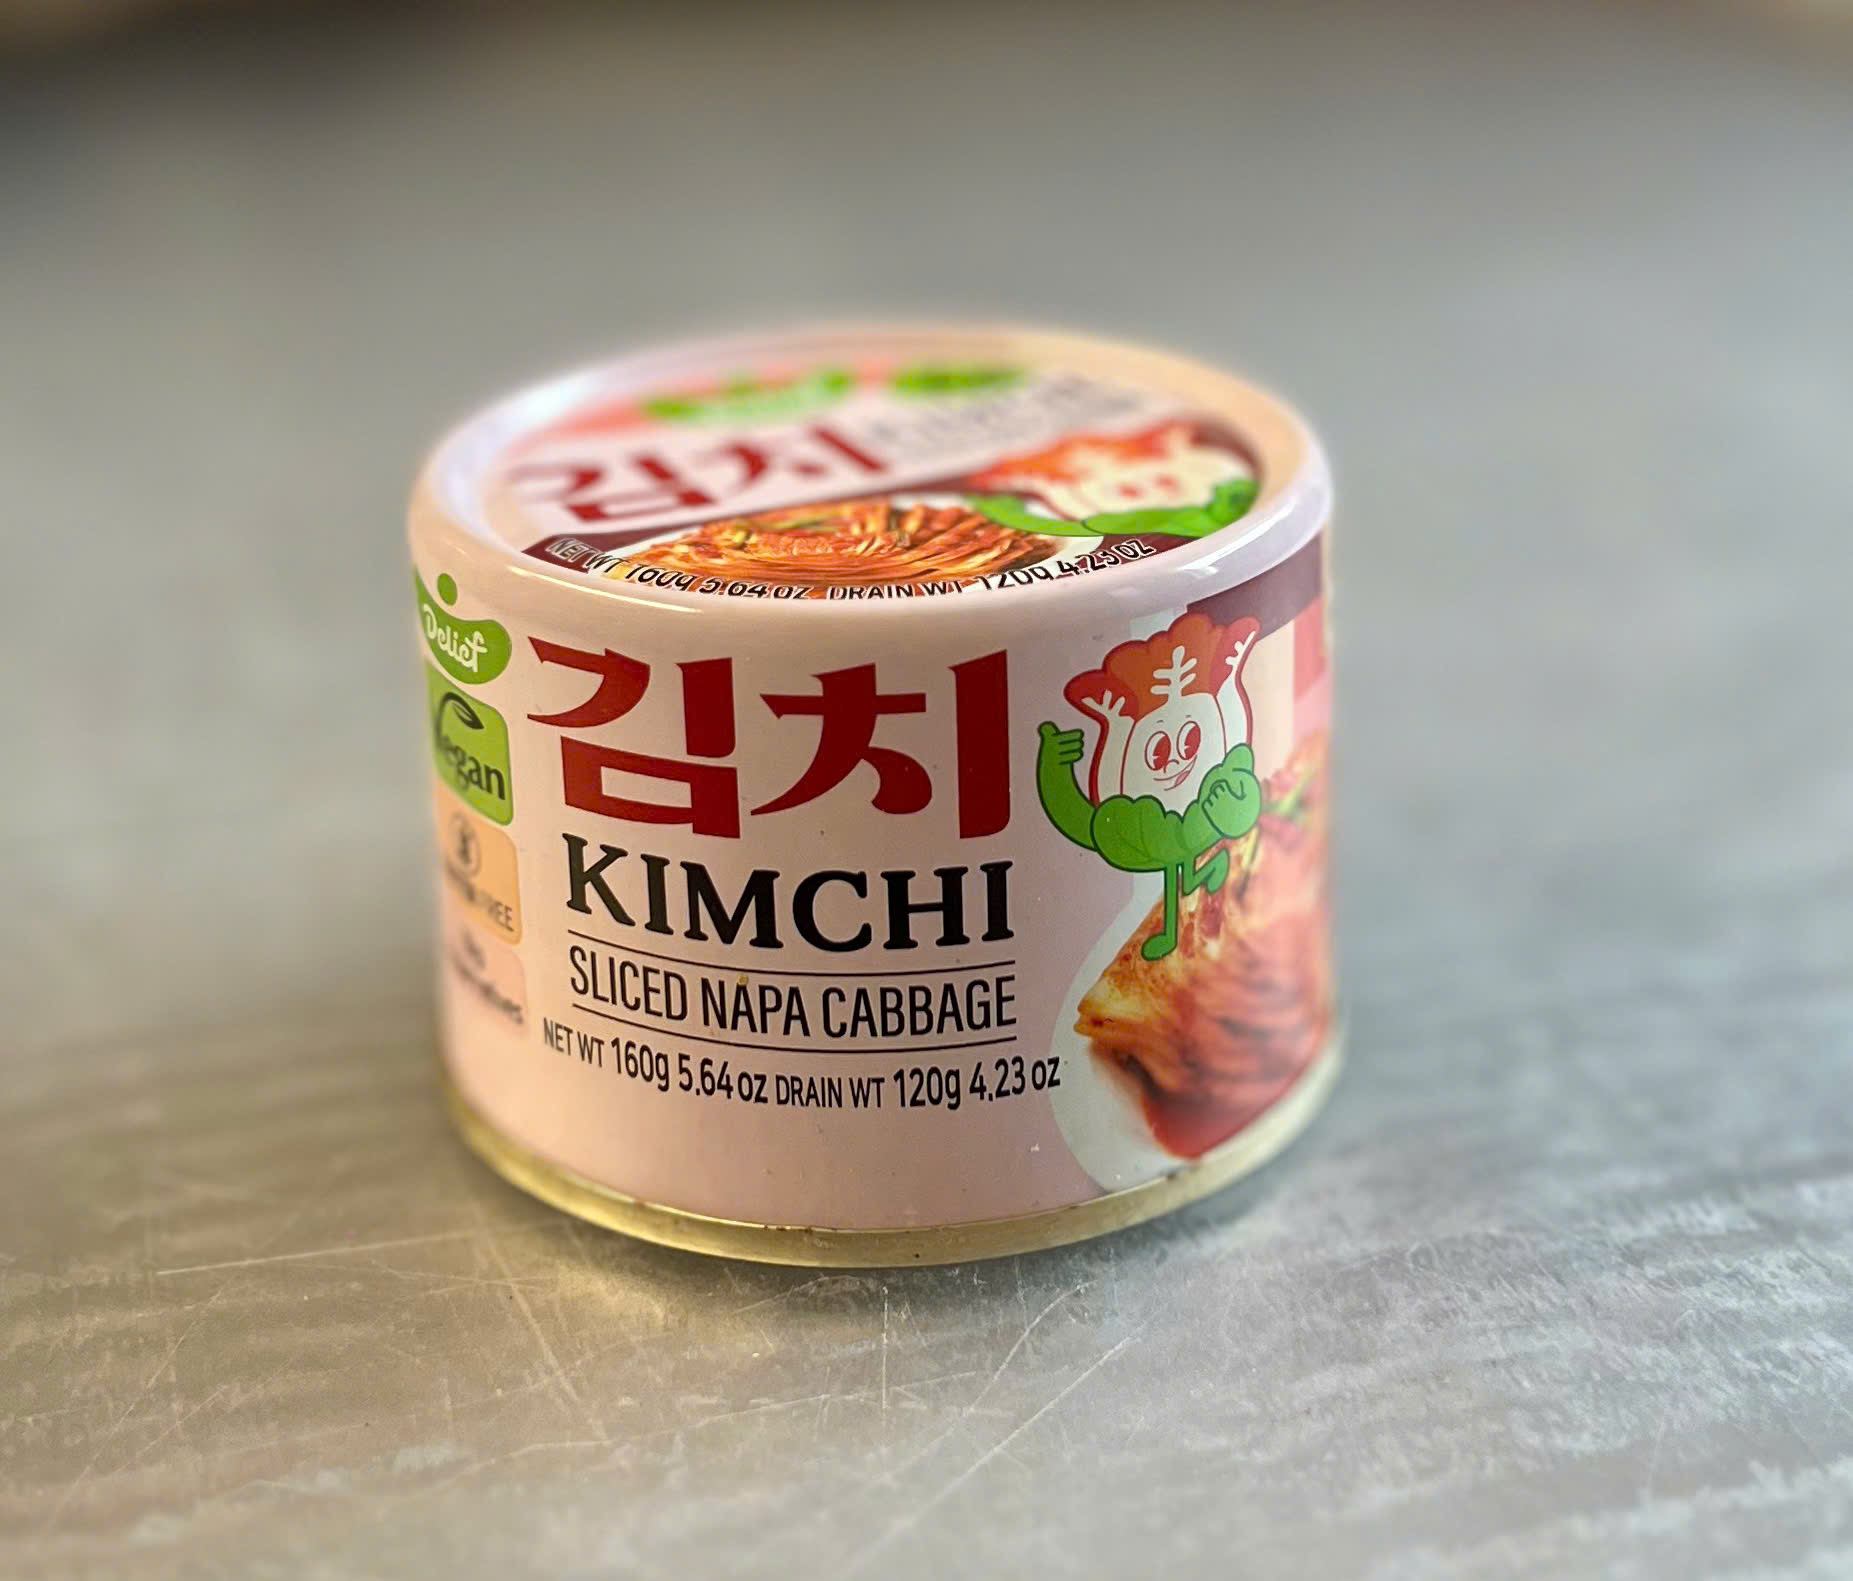 김치
NET WT 160g 5.64 OZ DRAIN WT 120g 4.23 OZ
Delief
Vegan
FREE
김치
KIMCHI
SLICED NAPA CABBAGE
NET WT 160g 5.64 OZ DRAIN WT 120g 4.23 OZ